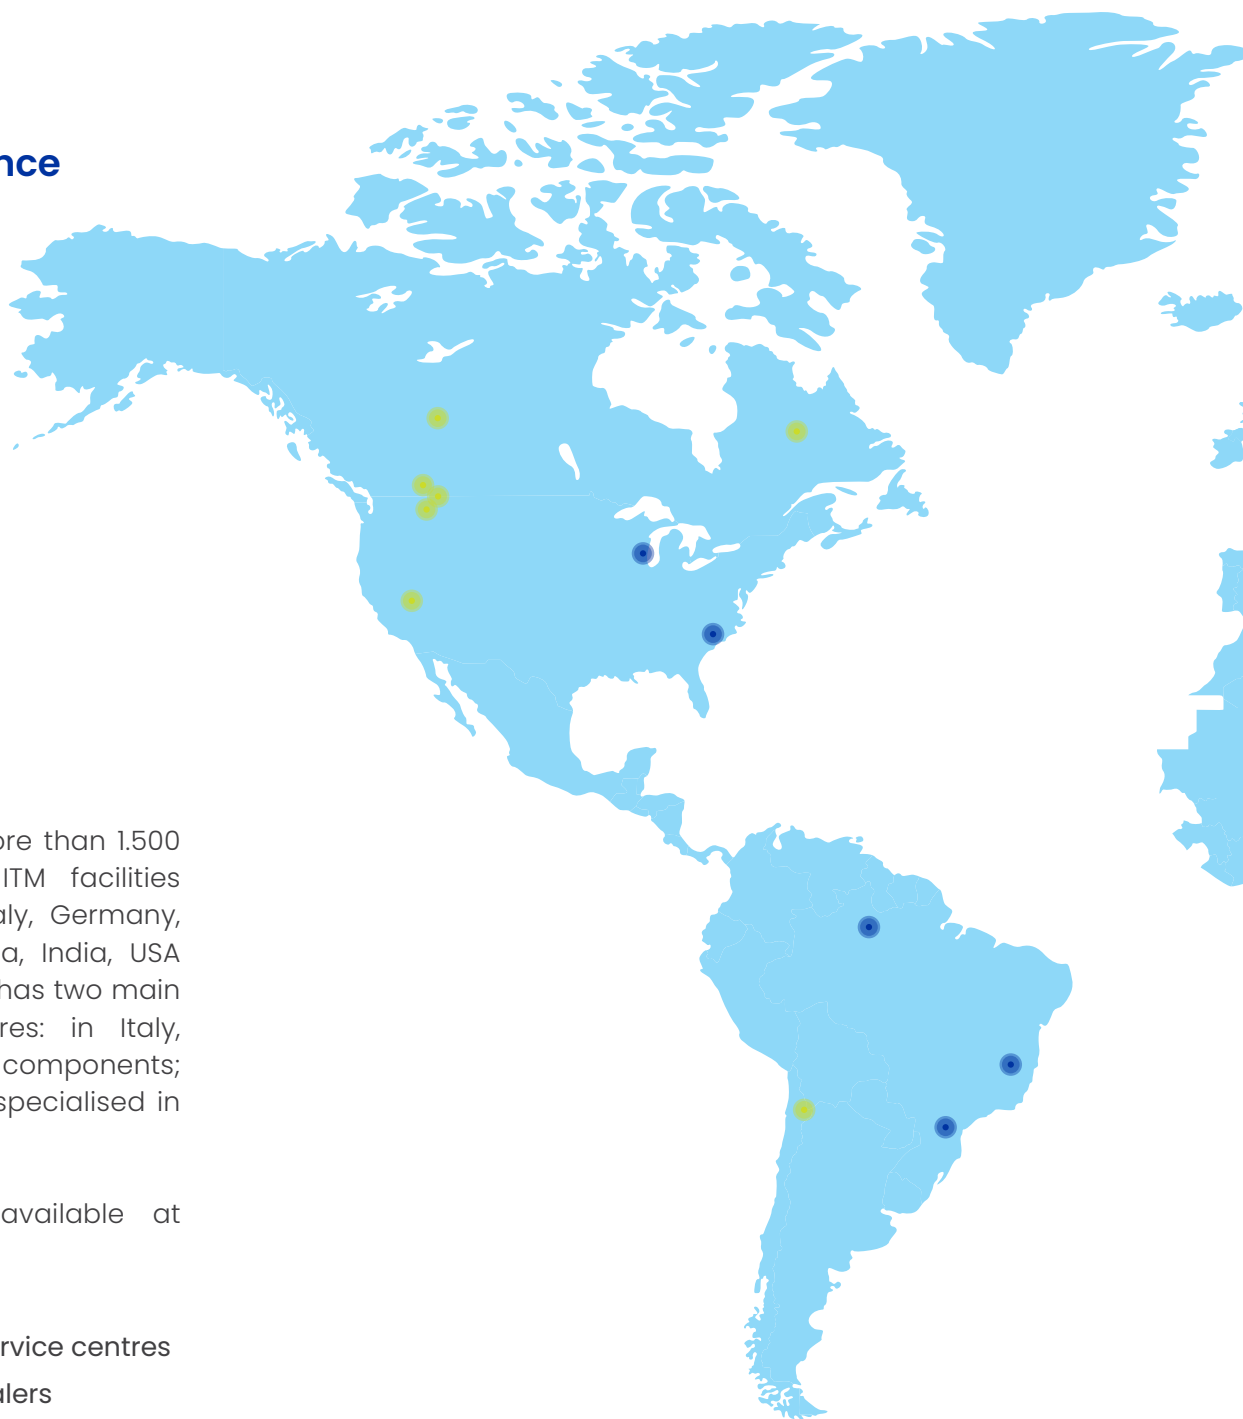 nce
ore than 1.500
ITM facilities
aly, Germany,
a, India, USA
has two main
res: in Italy,
components;
specialised in
available at
rvice centres
alers